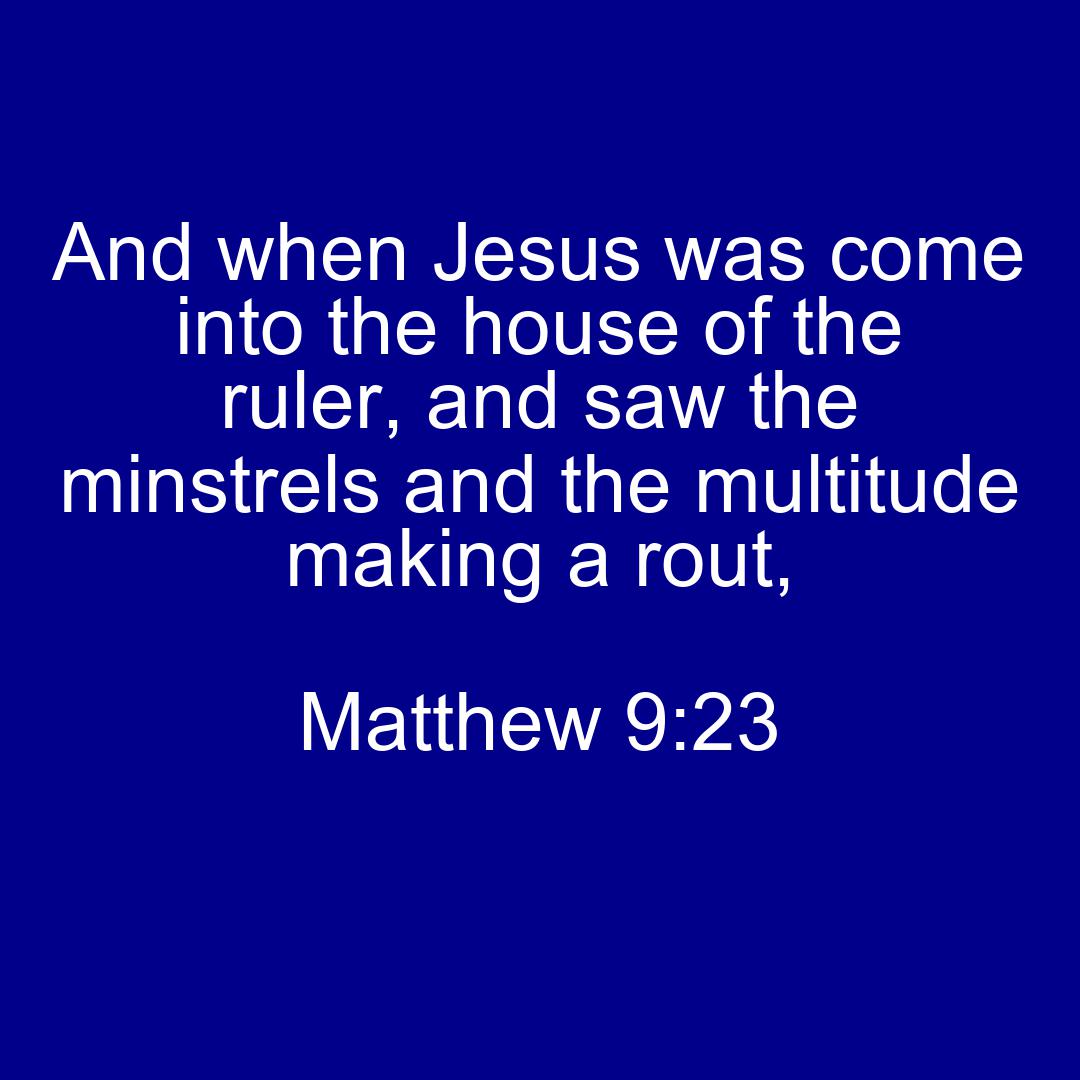 And when Jesus was come
into the house of the
ruler, and saw the
minstrels and the multitude
making a rout,
Matthew 9:23